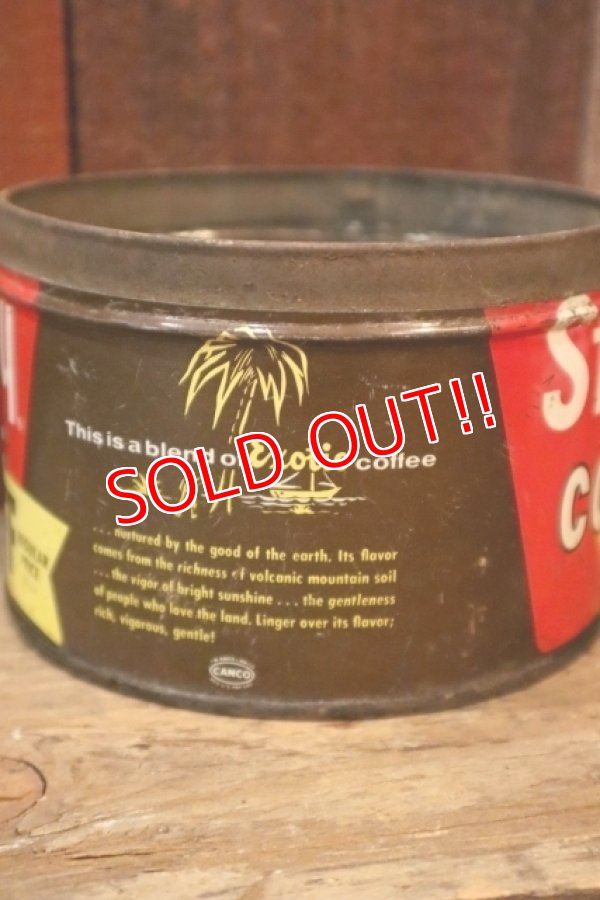 This is a blend of Exotic coffee
SOLD OUT!!
...nurtured by the good of the earth. Its flavor
comes from the richness of volcanic mountain soil
...the vigor of bright sunshine...the gentleness
of people who love the land. Linger over its flavor;
rich, vigorous, gentle!
CANCO